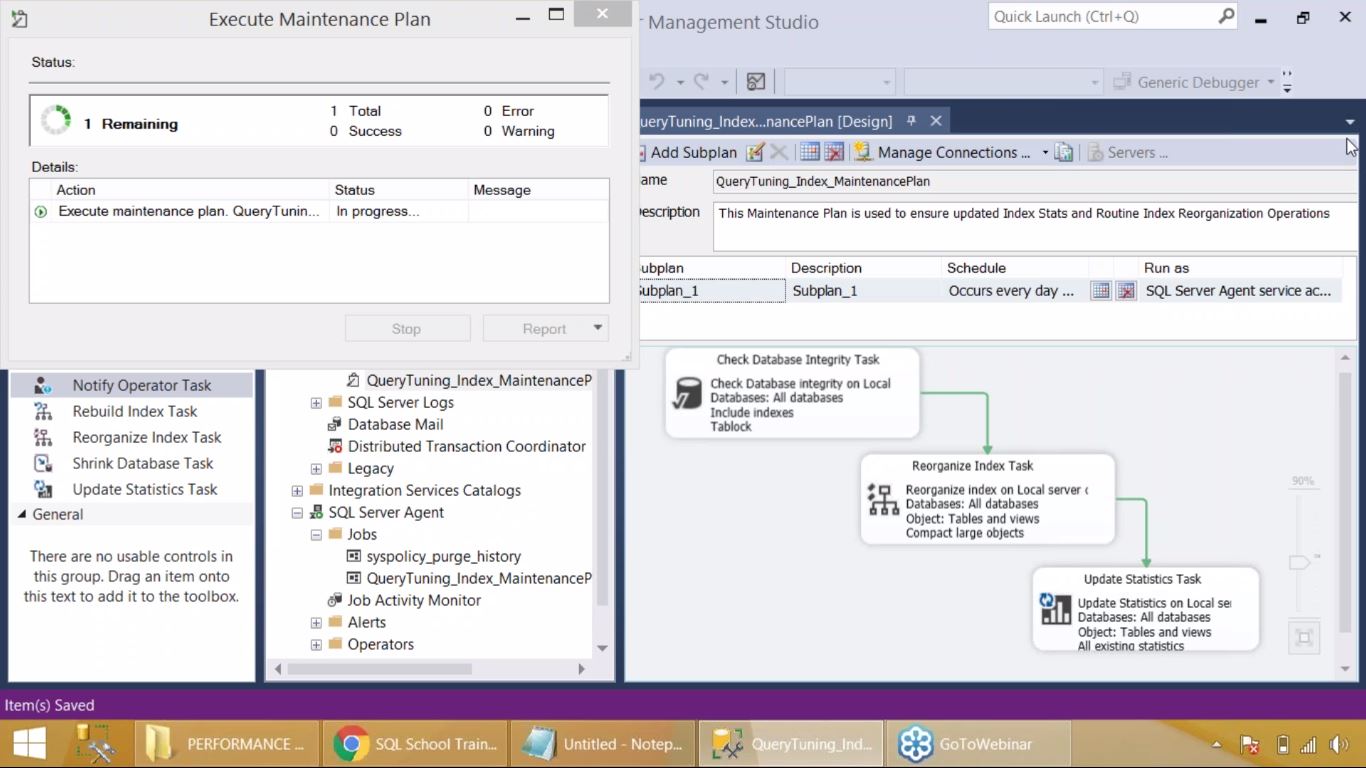 Execute Maintenance Plan
Status:
1 Remaining
1 Total
0 Error
0 Success
0 Warning
Details:
Action Status Message
Execute maintenance plan. QueryTunin... In progress...
Stop Report
r Management Studio
Quick Launch (Ctrl+Q)
Generic Debugger
ueryTuning_Index...nancePlan [Design]
Add Subplan Manage Connections ... Servers ...
ame QueryTuning_Index_MaintenancePlan
escription This Maintenance Plan is used to ensure updated Index Stats and Routine Index Reorganization Operations
ubplan Description Schedule Run as
Subplan_1 Subplan_1 Occurs every day ... SQL Server Agent service ac...
Notify Operator Task
Rebuild Index Task
Reorganize Index Task
Shrink Database Task
Update Statistics Task
General
There are no usable controls in
this group. Drag an item onto
this text to add it to the toolbox.
QueryTuning_Index_MaintenanceP
SQL Server Logs
Database Mail
Distributed Transaction Coordinator
Legacy
Integration Services Catalogs
SQL Server Agent
Jobs
syspolicy_purge_history
QueryTuning_Index_MaintenanceP
Job Activity Monitor
Alerts
Operators
Check Database Integrity Task
Check Database integrity on Local
Databases: All databases
Include indexes
Tablock
Reorganize Index Task
Reorganize index on Local server c
Databases: All databases
Object: Tables and views
Compact large objects
Update Statistics Task
Update Statistics on Local se
Databases: All databases
Object: Tables and views
All existing statistics
90%
Item(s) Saved
PERFORMANCE ... SQL School Train... Untitled - Notep... QueryTuning_Ind... GoToWebinar